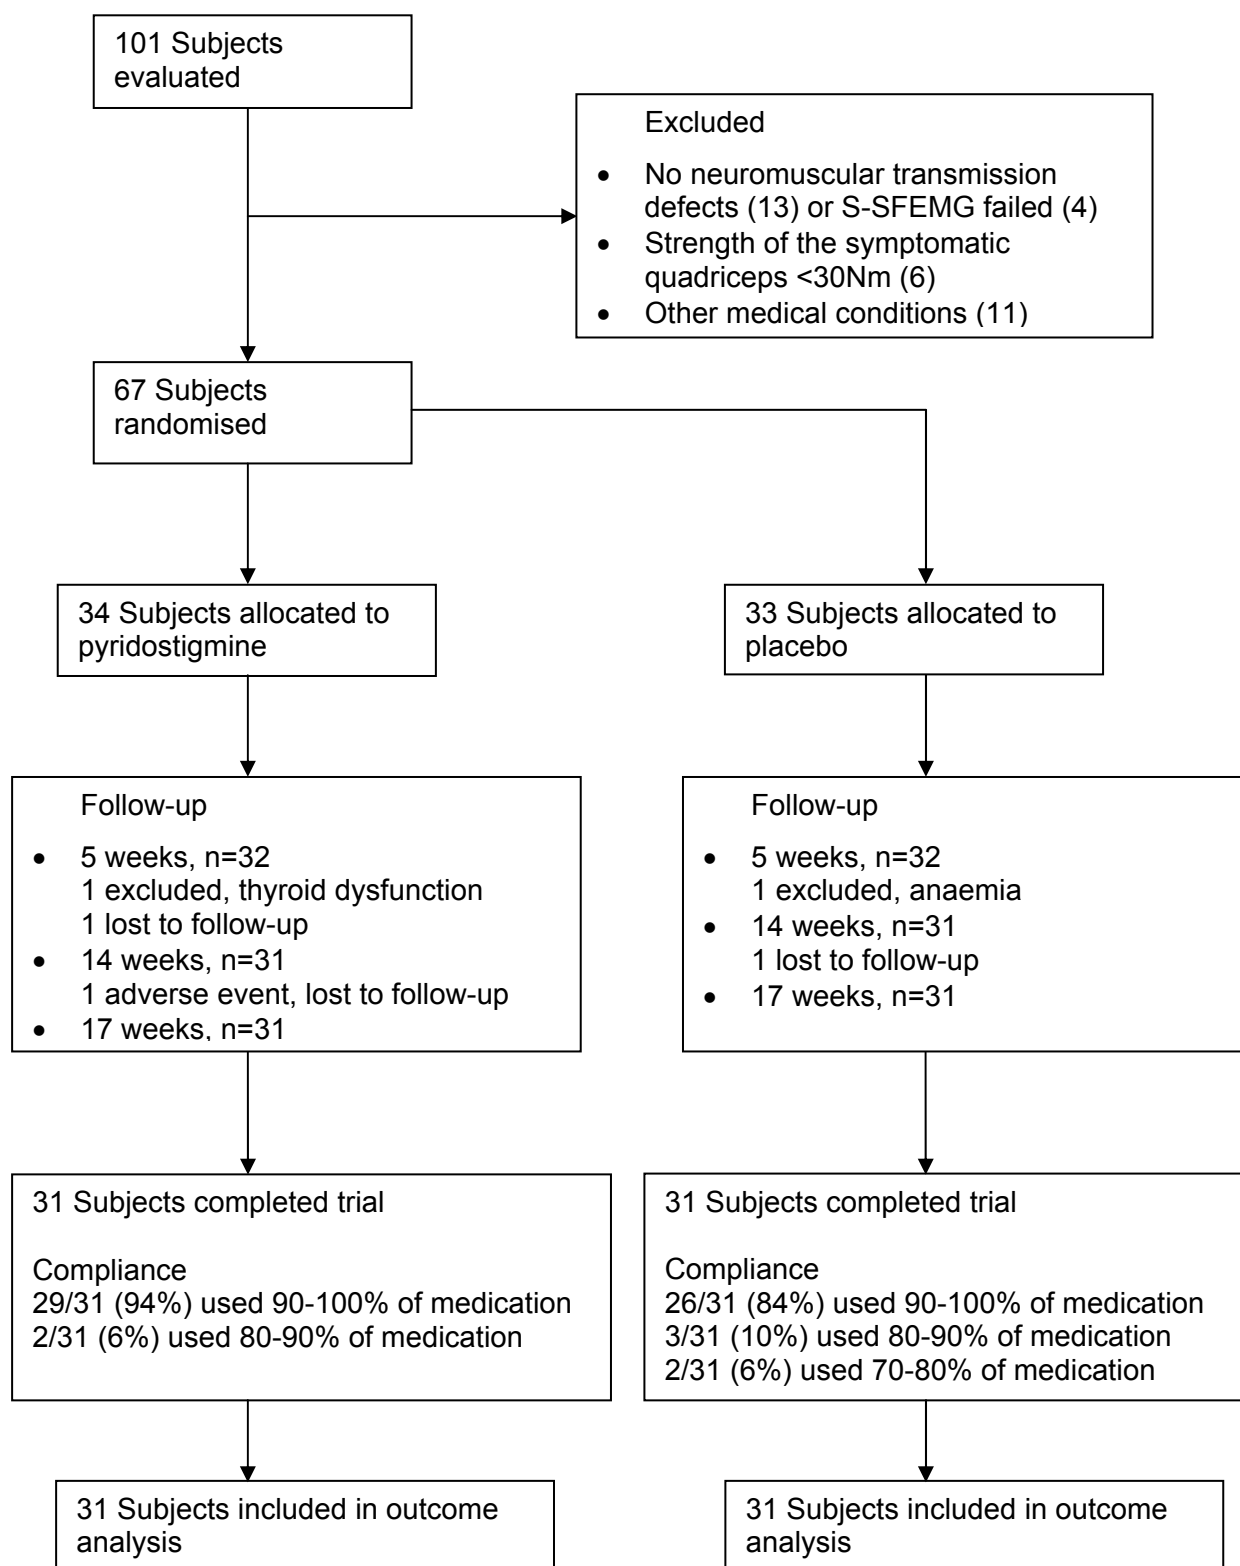 101 Subjects
evaluated
Excluded
• No neuromuscular transmission
defects (13) or S-SFEMG failed (4)
• Strength of the symptomatic
quadriceps <30Nm (6)
• Other medical conditions (11)
67 Subjects
randomised
34 Subjects allocated to
pyridostigmine
33 Subjects allocated to
placebo
Follow-up
• 5 weeks, n=32
1 excluded, thyroid dysfunction
1 lost to follow-up
• 14 weeks, n=31
1 adverse event, lost to follow-up
• 17 weeks, n=31
Follow-up
• 5 weeks, n=32
1 excluded, anaemia
• 14 weeks, n=31
1 lost to follow-up
• 17 weeks, n=31
31 Subjects completed trial
Compliance
29/31 (94%) used 90-100% of medication
2/31 (6%) used 80-90% of medication
31 Subjects completed trial
Compliance
26/31 (84%) used 90-100% of medication
3/31 (10%) used 80-90% of medication
2/31 (6%) used 70-80% of medication
31 Subjects included in outcome
analysis
31 Subjects included in outcome
analysis